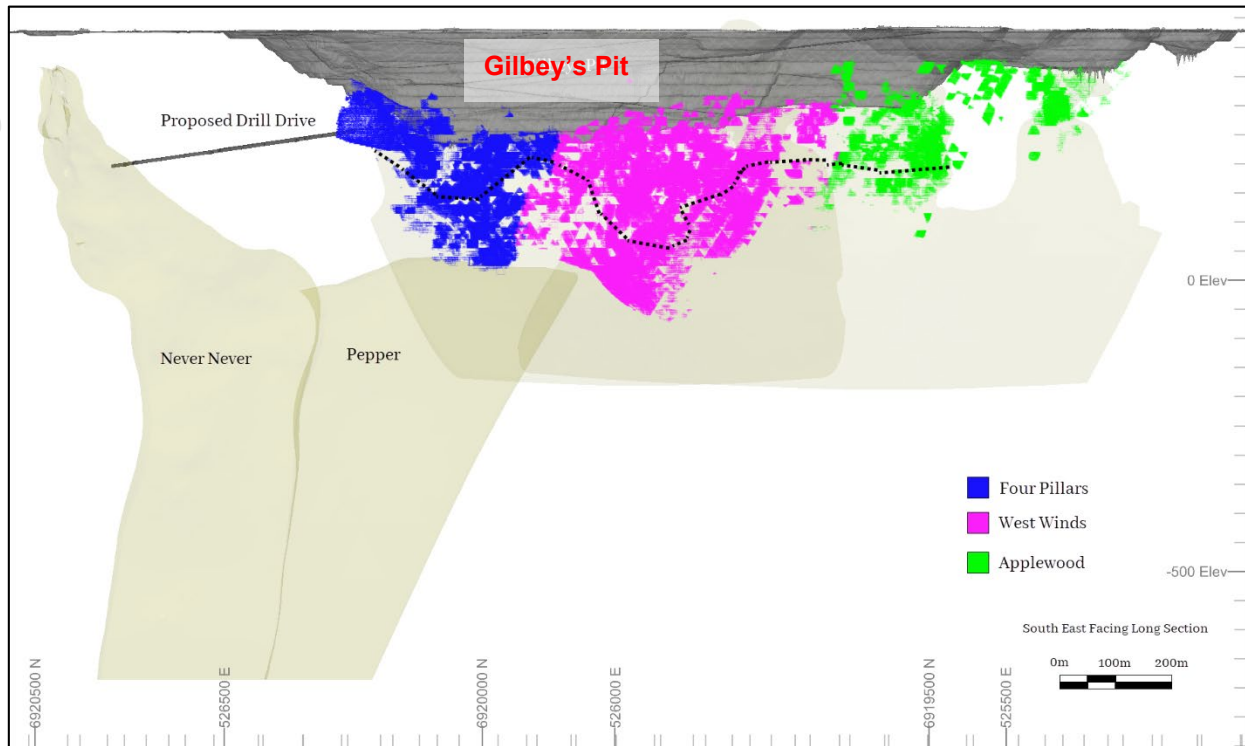 Gilbey's Pit
Proposed Drill Drive
0 Elev
Never Never
Pepper
Four Pillars
West Winds
Applewood
-500 Elev
South East Facing Long Section
0m 100m 200m
6920500 N
526500 E
6920000 N
526000 E
6919500 N
525500 E